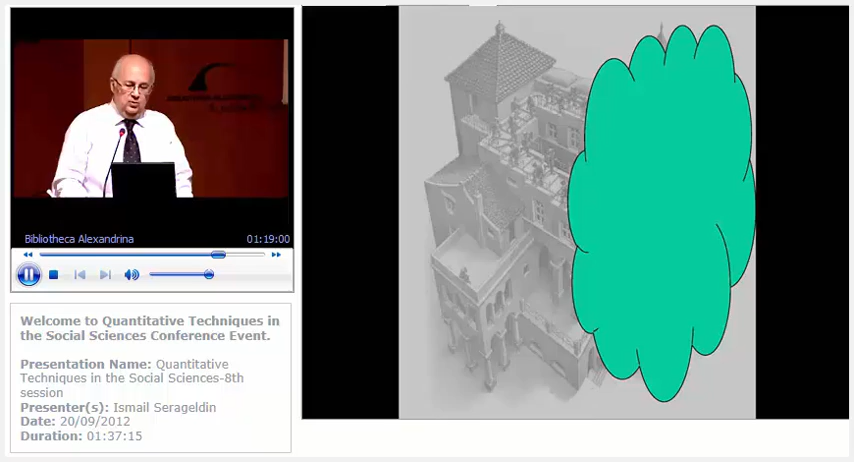 Bibliotheca Alexandrina 01:19:00
Welcome to Quantitative Techniques in
the Social Sciences Conference Event.
Presentation Name: Quantitative
Techniques in the Social Sciences-8th
session
Presenter(s): Ismail Serageldin
Date: 20/09/2012
Duration: 01:37:15